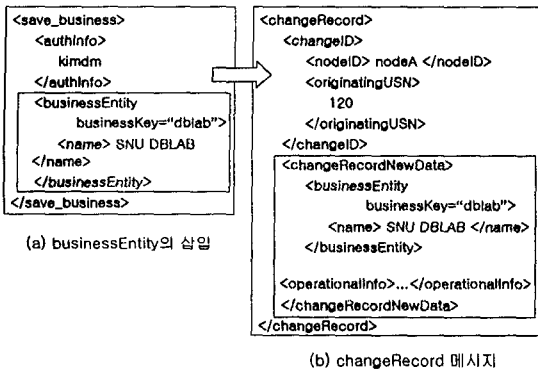 <save_business>
<authInfo>
kimdm
</authInfo>
<businessEntity
businessKey="dblab">
<name> SNU DBLAB
</name>
</businessEntity>
</save_business>
(a) businessEntity의 삽입
<changeRecord>
<changeID>
<nodeID> nodeA </nodeID>
<originatingUSN>
120
</originatingUSN>
</changeID>
<changeRecordNewData>
<businessEntity
businessKey="dblab">
<name> SNU DBLAB </name>
</businessEntity>
<operationalInfo>...</operationalInfo>
</changeRecordNewData>
</changeRecord>
(b) changeRecord 메시지